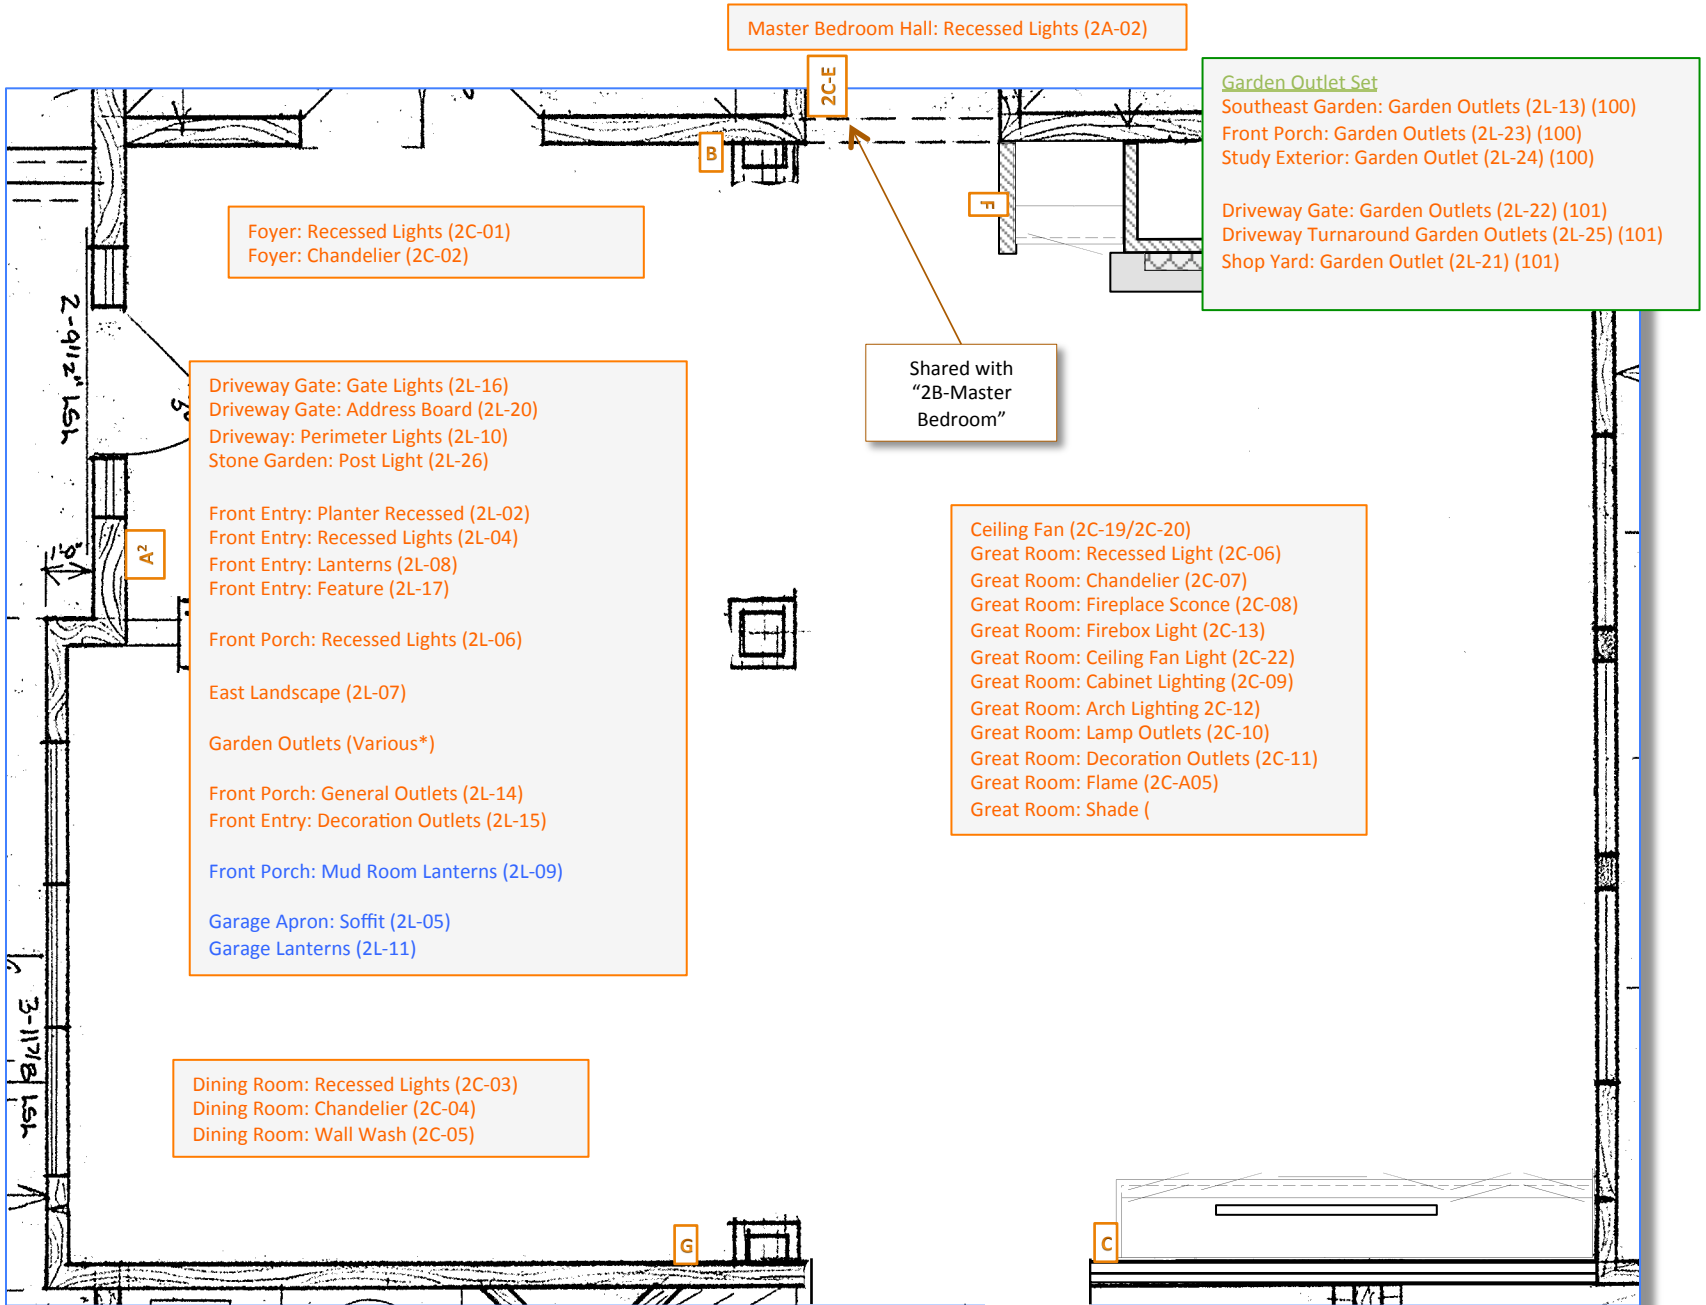 Master Bedroom Hall: Recessed Lights (2A-02)
2C-E
Garden Outlet Set
Southeast Garden: Garden Outlets (2L-13) (100)
Front Porch: Garden Outlets (2L-23) (100)
Study Exterior: Garden Outlet (2L-24) (100)
Driveway Gate: Garden Outlets (2L-22) (101)
Driveway Turnaround Garden Outlets (2L-25) (101)
Shop Yard: Garden Outlet (2L-21) (101)
B
F
Foyer: Recessed Lights (2C-01)
Foyer: Chandelier (2C-02)
Shared with
“2B-Master
Bedroom”
Driveway Gate: Gate Lights (2L-16)
Driveway Gate: Address Board (2L-20)
Driveway: Perimeter Lights (2L-10)
Stone Garden: Post Light (2L-26)
Front Entry: Planter Recessed (2L-02)
Front Entry: Recessed Lights (2L-04)
Front Entry: Lanterns (2L-08)
Front Entry: Feature (2L-17)
Front Porch: Recessed Lights (2L-06)
East Landscape (2L-07)
Garden Outlets (Various*)
Front Porch: General Outlets (2L-14)
Front Entry: Decoration Outlets (2L-15)
Front Porch: Mud Room Lanterns (2L-09)
Garage Apron: Soffit (2L-05)
Garage Lanterns (2L-11)
A²
1'-0"
Ceiling Fan (2C-19/2C-20)
Great Room: Recessed Light (2C-06)
Great Room: Chandelier (2C-07)
Great Room: Fireplace Sconce (2C-08)
Great Room: Firebox Light (2C-13)
Great Room: Ceiling Fan Light (2C-22)
Great Room: Cabinet Lighting (2C-09)
Great Room: Arch Lighting 2C-12)
Great Room: Lamp Outlets (2C-10)
Great Room: Decoration Outlets (2C-11)
Great Room: Flame (2C-A05)
Great Room: Shade (
Dining Room: Recessed Lights (2C-03)
Dining Room: Chandelier (2C-04)
Dining Room: Wall Wash (2C-05)
G
C